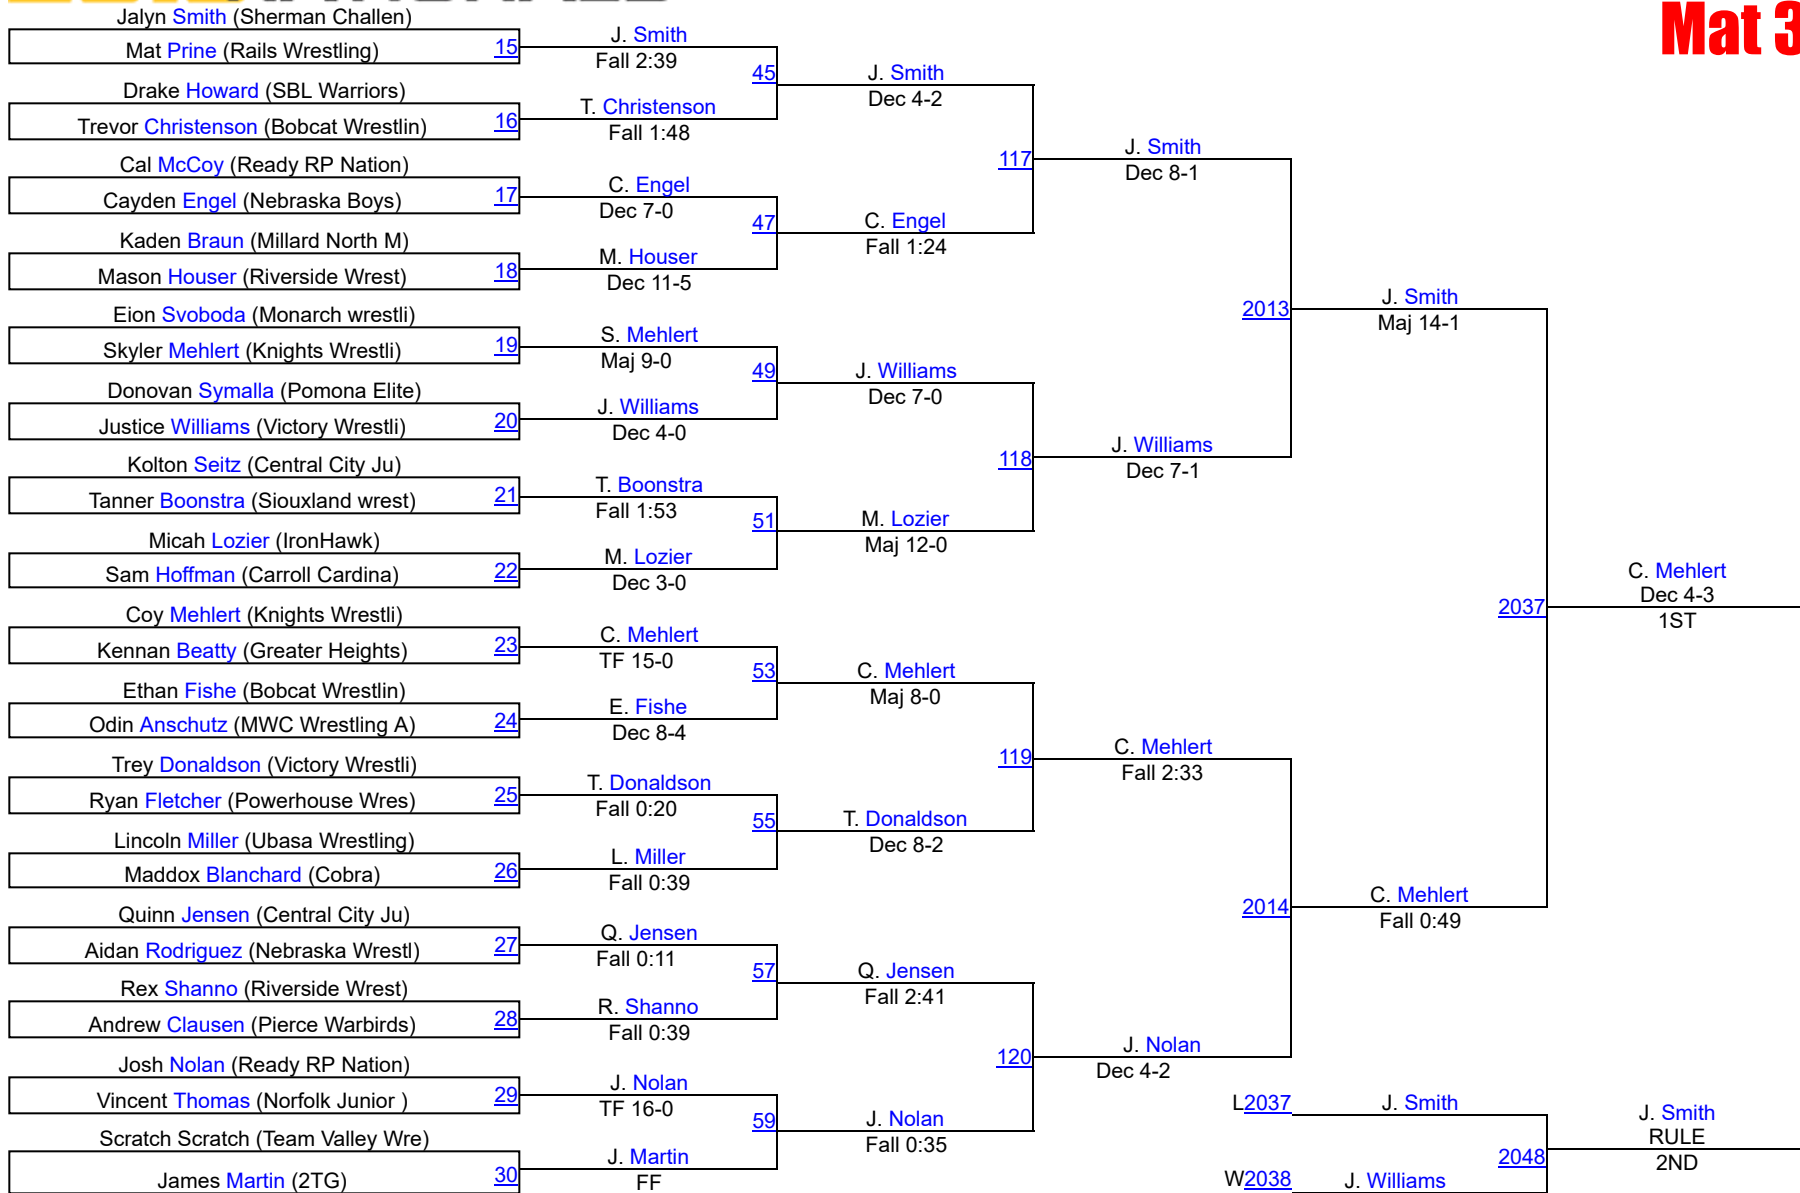 Mat 3
Jalyn Smith (Sherman Challen)
Mat Prine (Rails Wrestling) 15
Drake Howard (SBL Warriors)
Trevor Christenson (Bobcat Wrestlin) 16
Cal McCoy (Ready RP Nation)
Cayden Engel (Nebraska Boys) 17
Kaden Braun (Millard North M)
Mason Houser (Riverside Wrest) 18
Eion Svoboda (Monarch wrestli)
Skyler Mehlert (Knights Wrestli) 19
Donovan Symalla (Pomona Elite)
Justice Williams (Victory Wrestli) 20
Kolton Seitz (Central City Ju)
Tanner Boonstra (Siouxland wrest) 21
Micah Lozier (IronHawk)
Sam Hoffman (Carroll Cardina) 22
Coy Mehlert (Knights Wrestli)
Kennan Beatty (Greater Heights) 23
Ethan Fishe (Bobcat Wrestlin)
Odin Anschutz (MWC Wrestling A) 24
Trey Donaldson (Victory Wrestli)
Ryan Fletcher (Powerhouse Wres) 25
Lincoln Miller (Ubasa Wrestling)
Maddox Blanchard (Cobra) 26
Quinn Jensen (Central City Ju)
Aidan Rodriguez (Nebraska Wrestl) 27
Rex Shanno (Riverside Wrest)
Andrew Clausen (Pierce Warbirds) 28
Josh Nolan (Ready RP Nation)
Vincent Thomas (Norfolk Junior ) 29
Scratch Scratch (Team Valley Wre)
James Martin (2TG) 30
J. Smith
Fall 2:39
45
T. Christenson
Fall 1:48
C. Engel
Dec 7-0
47
M. Houser
Dec 11-5
S. Mehlert
Maj 9-0
49
J. Williams
Dec 4-0
T. Boonstra
Fall 1:53
51
M. Lozier
Dec 3-0
C. Mehlert
TF 15-0
53
E. Fishe
Dec 8-4
T. Donaldson
Fall 0:20
55
L. Miller
Fall 0:39
Q. Jensen
Fall 0:11
57
R. Shanno
Fall 0:39
J. Nolan
TF 16-0
59
J. Martin
FF
J. Smith
Dec 4-2
117
C. Engel
Fall 1:24
J. Williams
Dec 7-0
118
M. Lozier
Maj 12-0
C. Mehlert
Maj 8-0
119
T. Donaldson
Dec 8-2
Q. Jensen
Fall 2:41
120
J. Nolan
Fall 0:35
J. Smith
Dec 8-1
2013
J. Williams
Dec 7-1
C. Mehlert
Fall 2:33
2014
J. Nolan
Dec 4-2
J. Smith
Maj 14-1
2037
C. Mehlert
Fall 0:49
C. Mehlert
Dec 4-3
1ST
L2037 J. Smith
2048
W2038 J. Williams
J. Smith
RULE
2ND